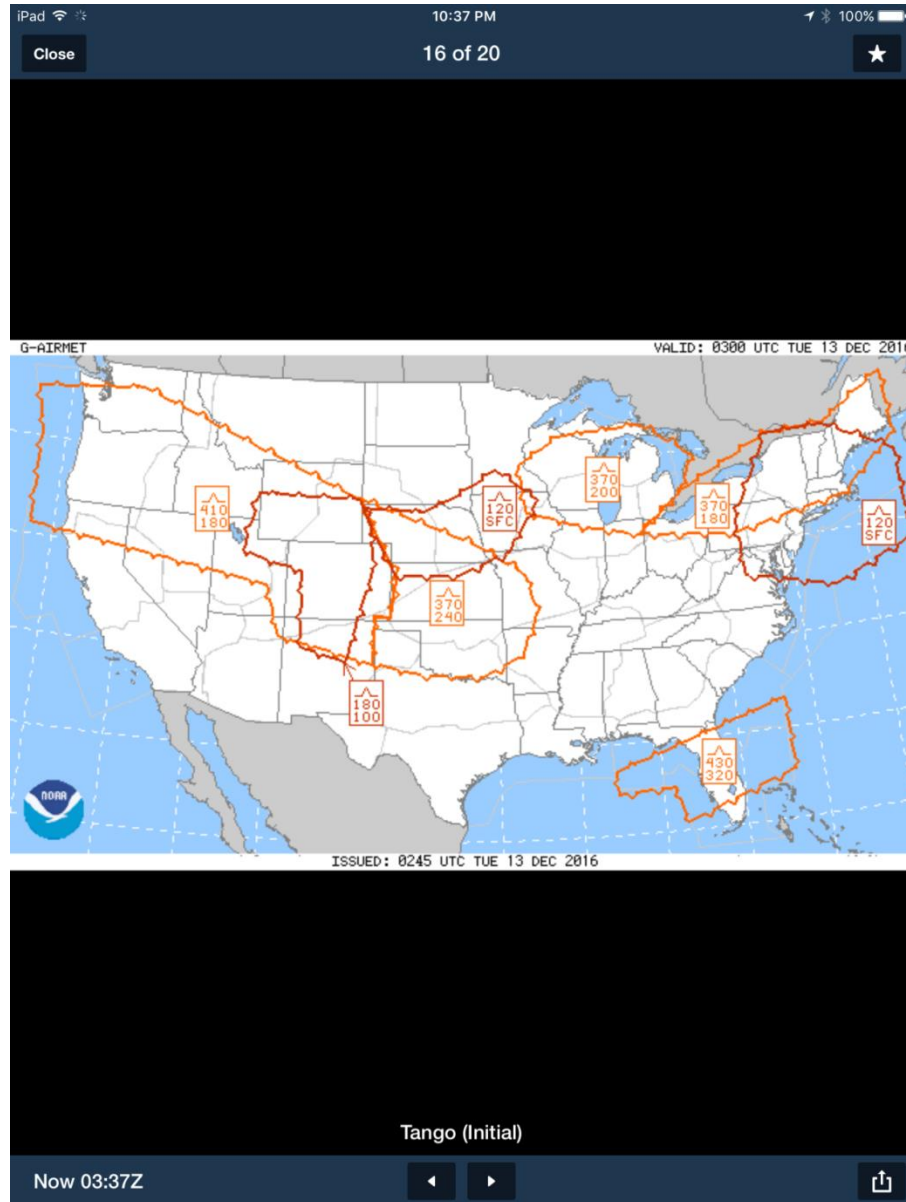 iPad 10:37 PM 100%
Close 16 of 20
G-AIRMET VALID: 0300 UTC TUE 13 DEC 2016
410
180
120
SFC
370
200
370
180
120
SFC
370
240
180
100
430
320
NOAA
ISSUED: 0245 UTC TUE 13 DEC 2016
Tango (Initial)
Now 03:37Z